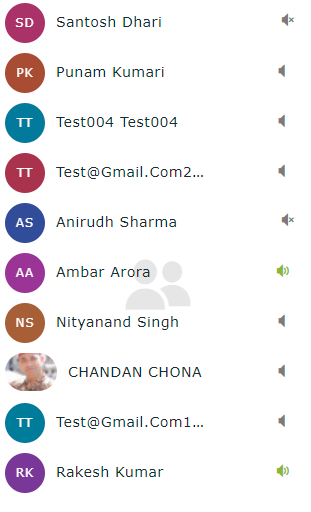 SD Santosh Dhari
PK Punam Kumari
TT Test004 Test004
TT Test@Gmail.Com2...
AS Anirudh Sharma
AA Ambar Arora
NS Nityanand Singh
CHANDAN CHONA
TT Test@Gmail.Com1...
RK Rakesh Kumar